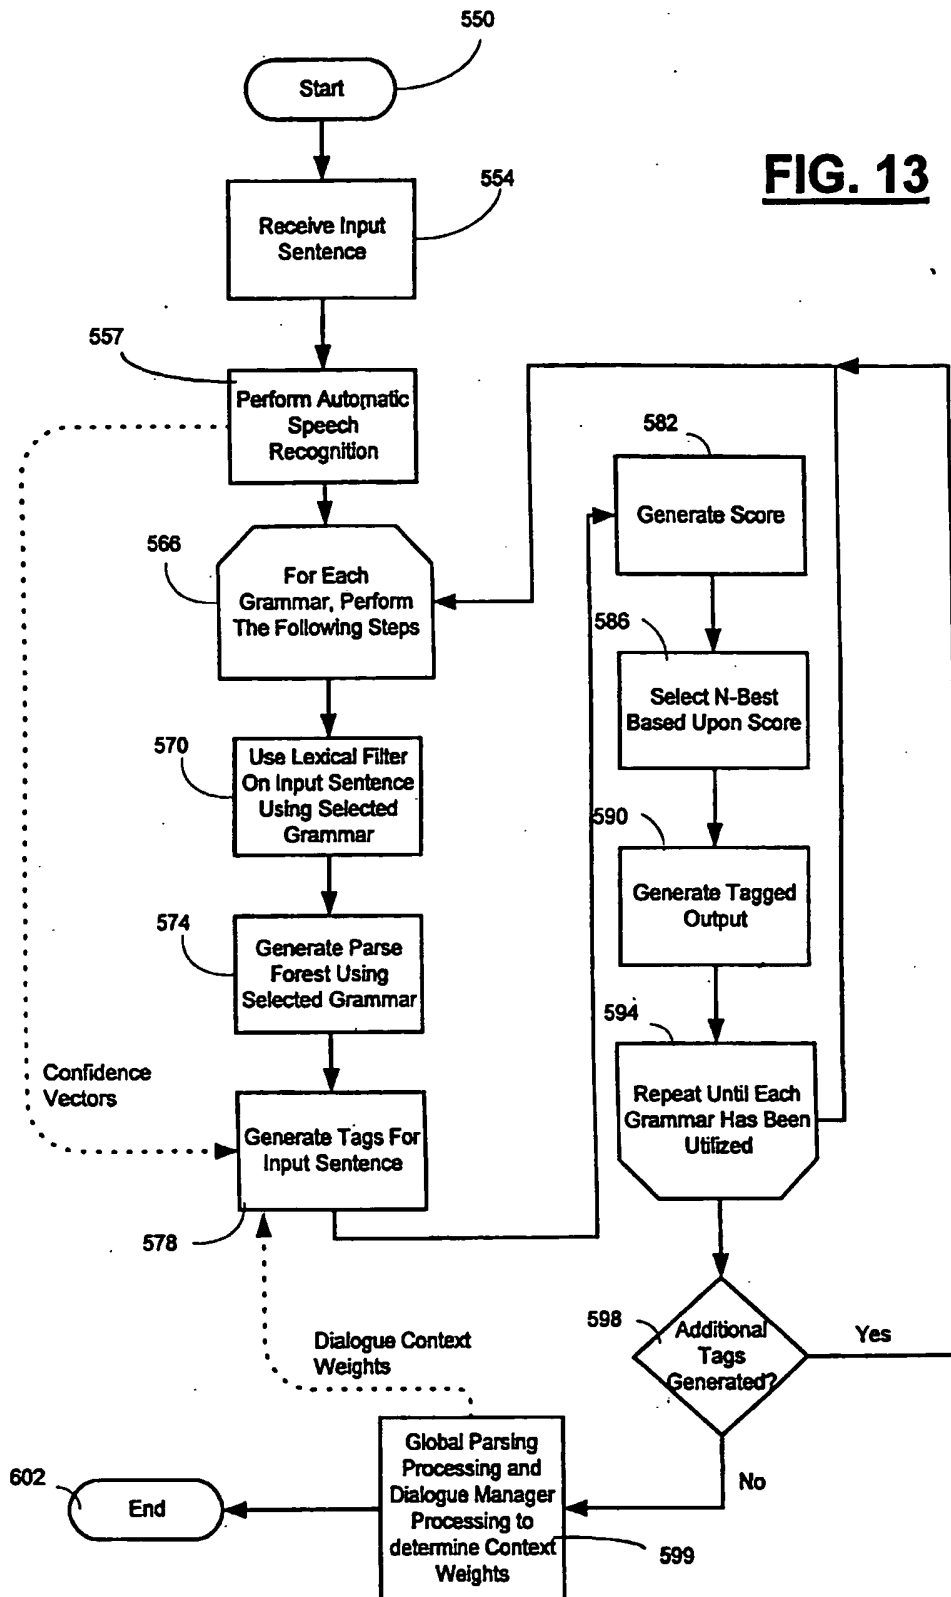 550
Start
FIG. 13
554
Receive Input
Sentence
557
Perform Automatic
Speech
Recognition
566
For Each
Grammar, Perform
The Following Steps
570
Use Lexical Filter
On Input Sentence
Using Selected
Grammar
574
Generate Parse
Forest Using
Selected Grammar
Confidence
Vectors
Generate Tags For
Input Sentence
578
582
Generate Score
586
Select N-Best
Based Upon Score
590
Generate Tagged
Output
594
Repeat Until Each
Grammar Has Been
Utilized
598
Additional
Tags
Generated?
Yes
No
Dialogue Context
Weights
Global Parsing
Processing and
Dialogue Manager
Processing to
determine Context
Weights
599
602
End